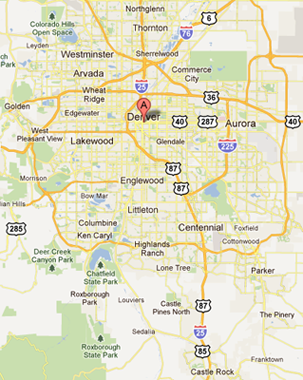 Northglenn
Colorado Hills
Open Space
Thornton
6
Leyden
76
Westminster
Sherrelwood
Arvada
Commerce
City
25
Wheat
Ridge
36
Golden
Edgewater
A
Denver
40
287
Aurora
West
Pleasant View
40
Lakewood
Glendale
225
87
Morrison
Englewood
87
Bow Mar
285
Littleton
Columbine
Centennial
Foxfield
Ken Caryl
Cottonwood
Deer Creek
Canyon Park
Highlands
Ranch
Chatfield
State Park
Lone Tree
Parker
Roxborough
Park
Louviers
Castle
Pines North
87
The Pinery
Sedalia
25
Roxborough
State Park
85
Franktown
Castle Rock